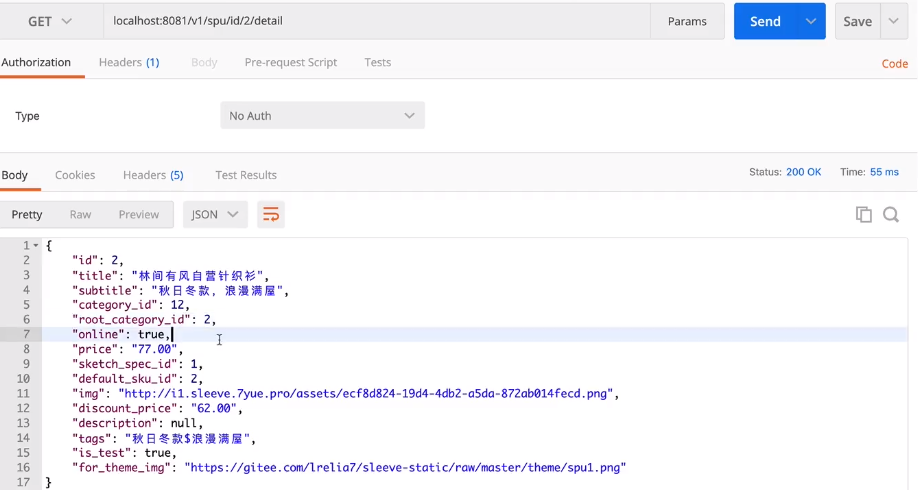 GET localhost:8081/v1/spu/id/2/detail Params Send Save
Authorization Headers (1) Body Pre-request Script Tests Code
Type No Auth
Body Cookies Headers (5) Test Results Status: 200 OK Time: 55 ms
Pretty Raw Preview JSON
1 {
2 "id": 2,
3 "title": "林间有风自营针织衫",
4 "subtitle": "秋日冬款，浪漫满屋",
5 "category_id": 12,
6 "root_category_id": 2,
7 "online": true,
8 "price": "77.00",
9 "sketch_spec_id": 1,
10 "default_sku_id": 2,
11 "img": "http://i1.sleeve.7yue.pro/assets/ecf8d824-19d4-4db2-a5da-872ab014fecd.png",
12 "discount_price": "62.00",
13 "description": null,
14 "tags": "秋日冬款$浪漫满屋",
15 "is_test": true,
16 "for_theme_img": "https://gitee.com/lrelia7/sleeve-static/raw/master/theme/spu1.png"
17 }